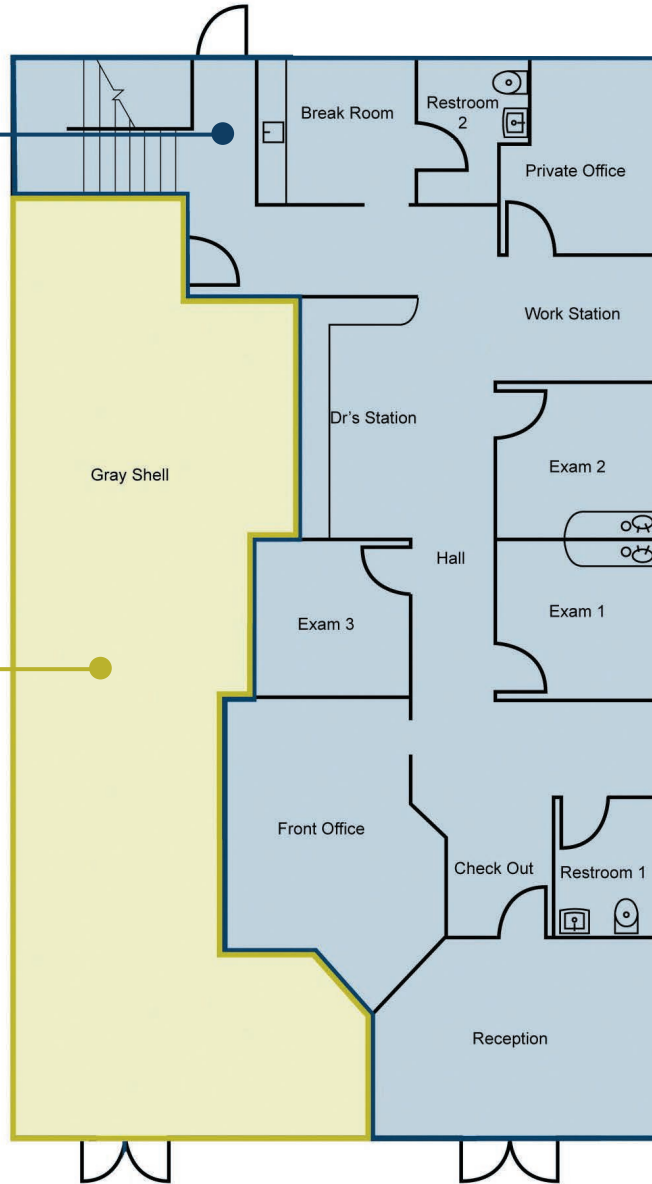 Break Room
Restroom
2
Private Office
Work Station
Dr's Station
Gray Shell
Exam 2
Hall
Exam 3
Exam 1
Front Office
Check Out
Restroom 1
Reception